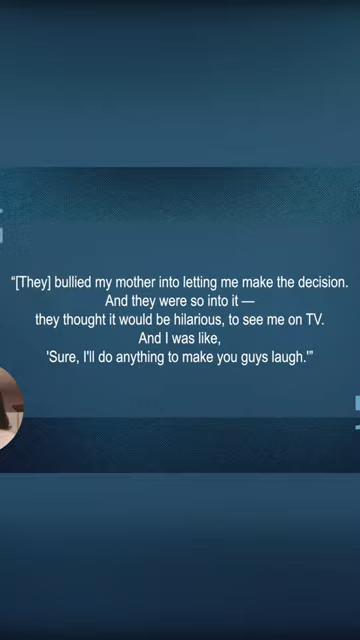 “[They] bullied my mother into letting me make the decision.
And they were so into it —
they thought it would be hilarious, to see me on TV.
And I was like,
'Sure, I'll do anything to make you guys laugh.'”